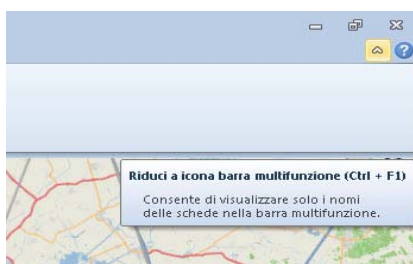 Riduci a icona barra multifunzione (Ctrl + F1)
Consente di visualizzare solo i nomi
delle schede nella barra multifunzione.